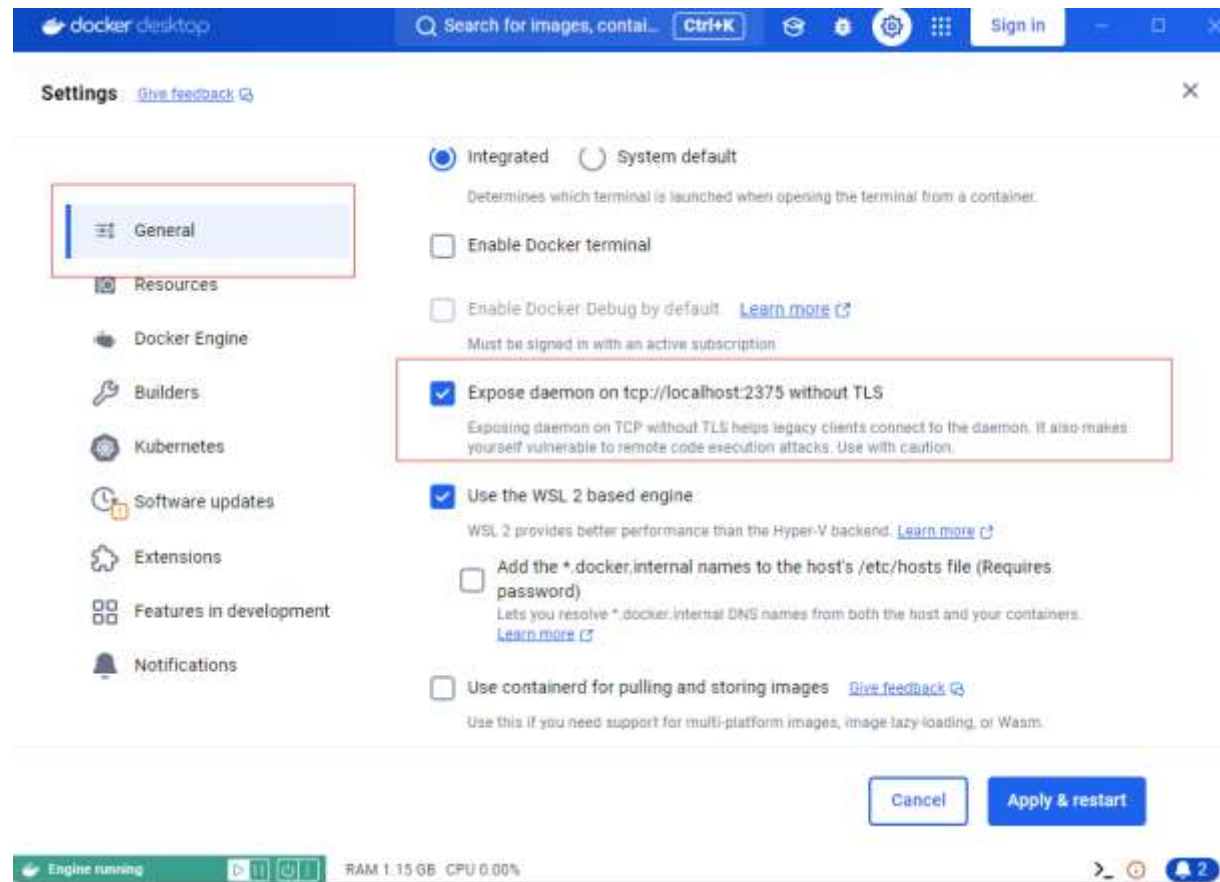 docker desktop
Search for images, contai... Ctrl+K
Sign in
Settings Give feedback
Integrated System default
Determines which terminal is launched when opening the terminal from a container.
General
Enable Docker terminal
Resources
Enable Docker Debug by default Learn more
Docker Engine
Must be signed in with an active subscription
Builders
Expose daemon on tcp://localhost:2375 without TLS
Exposing daemon on TCP without TLS helps legacy clients connect to the daemon. It also makes
yourself vulnerable to remote code execution attacks. Use with caution.
Kubernetes
Software updates
Use the WSL 2 based engine
WSL 2 provides better performance than the Hyper-V backend. Learn more
Extensions
Add the *.docker.internal names to the host's /etc/hosts file (Requires
password)
Features in development
Lets you resolve *.docker.internal DNS names from both the host and your containers.
Learn more
Notifications
Use containerd for pulling and storing images Give feedback
Use this if you need support for multi-platform images, image lazy-loading, or Wasm.
Cancel Apply & restart
Engine running RAM 1.15 GB CPU 0.00% 2